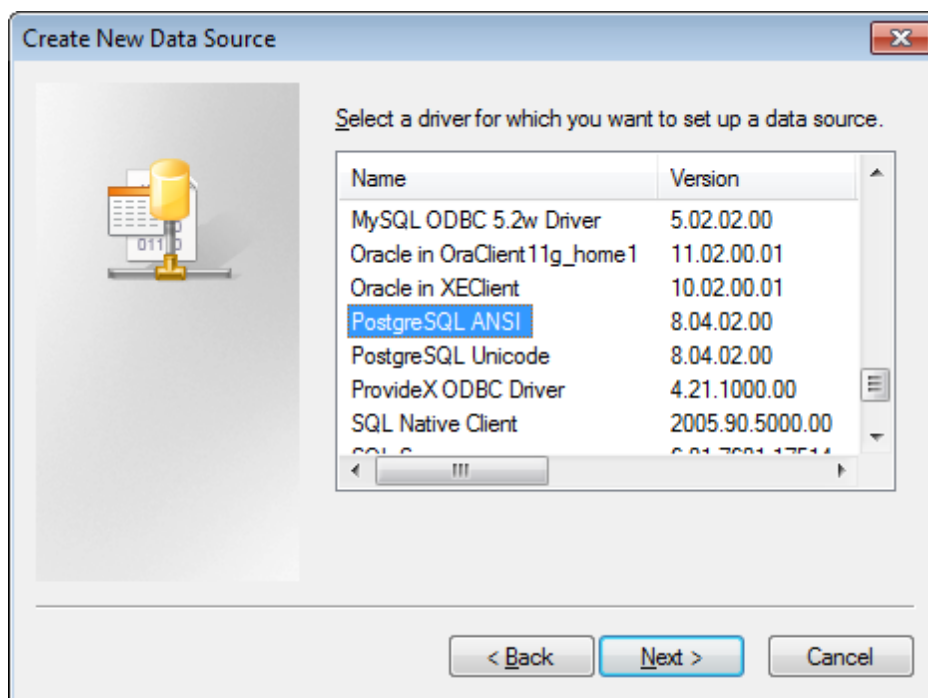 Create New Data Source
Select a driver for which you want to set up a data source.
Name Version
MySQL ODBC 5.2w Driver 5.02.02.00
Oracle in OraClient11g_home1 11.02.00.01
Oracle in XEClient 10.02.00.01
PostgreSQL ANSI 8.04.02.00
PostgreSQL Unicode 8.04.02.00
ProvideX ODBC Driver 4.21.1000.00
SQL Native Client 2005.90.5000.00
< Back Next > Cancel